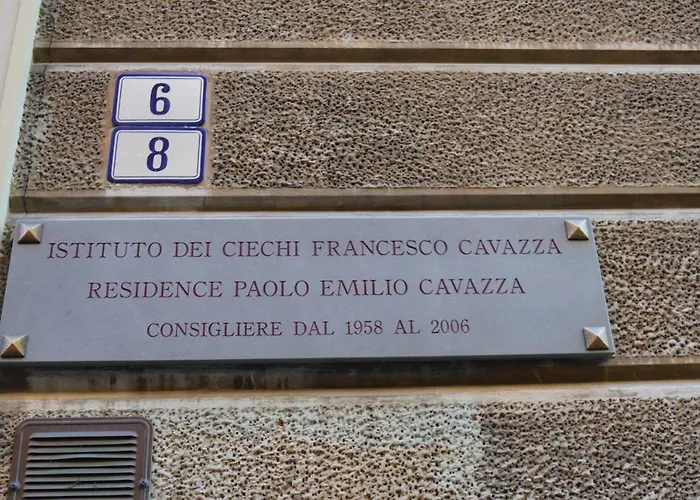 6
8
ISTITUTO DEI CIECHI FRANCESCO CAVAZZA
RESIDENCE PAOLO EMILIO CAVAZZA
CONSIGLIERE DAL 1958 AL 2006